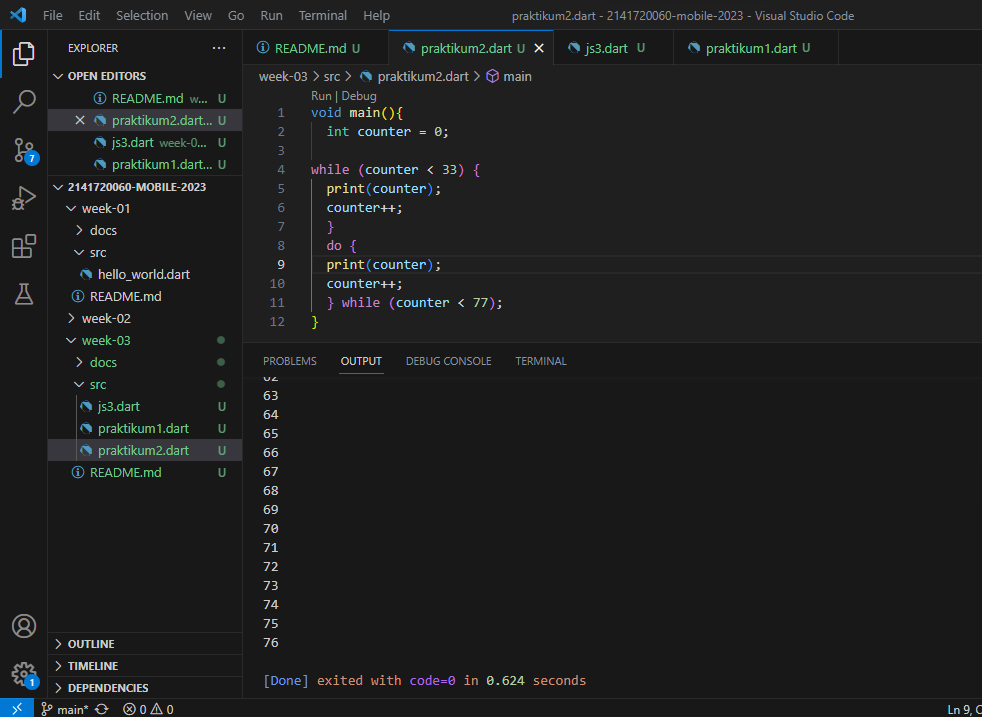 File Edit Selection View Go Run Terminal Help praktikum2.dart - 2141720060-mobile-2023 - Visual Studio Code
EXPLORER ...
OPEN EDITORS
README.md w... U
praktikum2.dart... U
js3.dart week-0... U
praktikum1.dart... U
2141720060-MOBILE-2023
week-01
docs
src
hello_world.dart
README.md
week-02
week-03
docs
src
js3.dart U
praktikum1.dart U
praktikum2.dart U
README.md U
OUTLINE
TIMELINE
DEPENDENCIES
7
1
README.md U praktikum2.dart U js3.dart U praktikum1.dart U
week-03 > src > praktikum2.dart > main
Run | Debug
1 void main(){
2 int counter = 0;
3
4 while (counter < 33) {
5 print(counter);
6 counter++;
7 }
8 do {
9 print(counter);
10 counter++;
11 } while (counter < 77);
12 }
PROBLEMS OUTPUT DEBUG CONSOLE TERMINAL
62
63
64
65
66
67
68
69
70
71
72
73
74
75
76
[Done] exited with code=0 in 0.624 seconds
main* 0 0 Ln 9, C